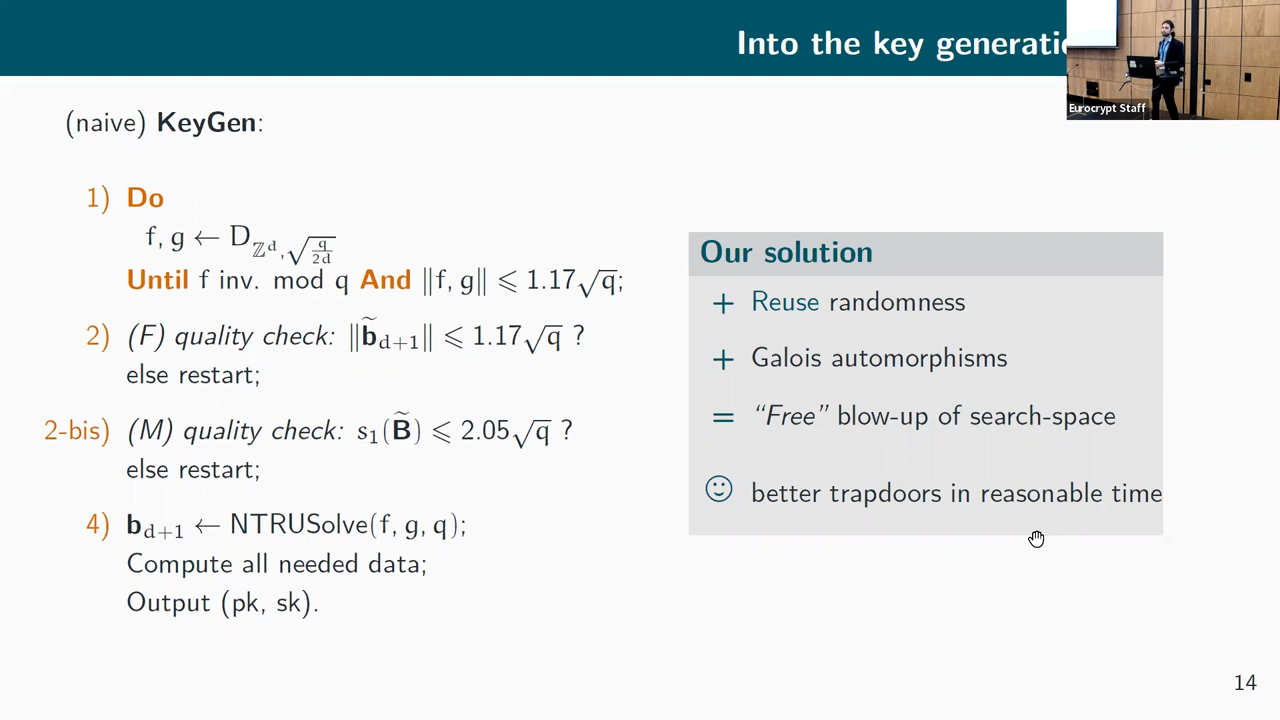 Into the key generati
Eurocrypt Staff
(naive) KeyGen:
1) Do
f, g ← D_{ℤ^d, √(q/2d)}
Until f inv. mod q And ‖f, g‖ ⩽ 1.17√q;
2) (F) quality check: ‖b̃_{d+1}‖ ⩽ 1.17√q ?
else restart;
2-bis) (M) quality check: s₁(B̃) ⩽ 2.05√q ?
else restart;
4) b_{d+1} ← NTRUSolve(f, g, q);
Compute all needed data;
Output (pk, sk).
Our solution
+ Reuse randomness
+ Galois automorphisms
= “Free” blow-up of search-space
☺ better trapdoors in reasonable time
14